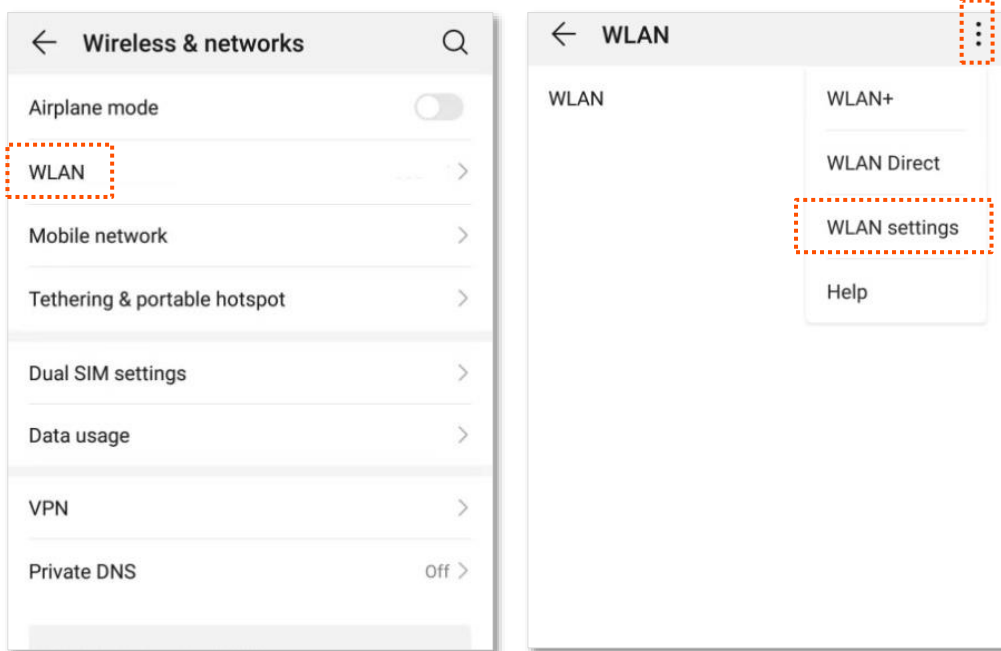 Wireless & networks
Airplane mode
WLAN
Mobile network
Tethering & portable hotspot
Dual SIM settings
Data usage
VPN
Private DNS Off
WLAN
WLAN
WLAN+
WLAN Direct
WLAN settings
Help